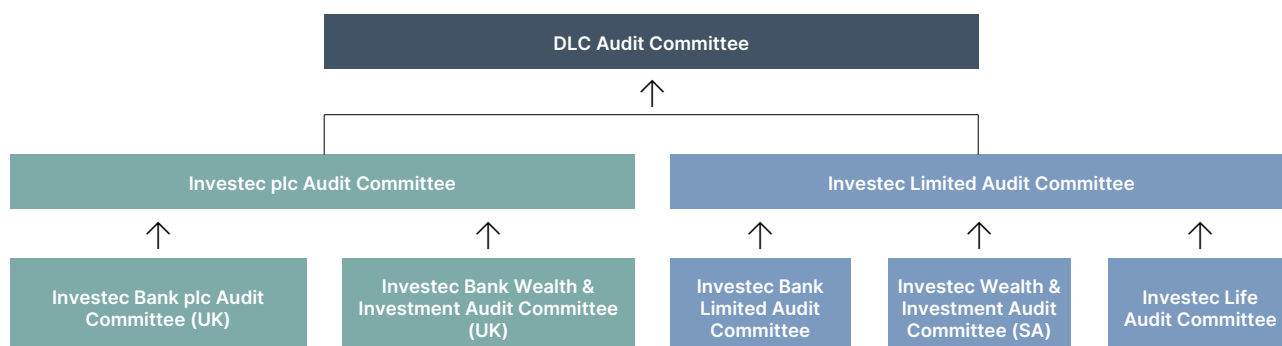 DLC Audit Committee
Investec plc Audit Committee
Investec Limited Audit Committee
Investec Bank plc Audit
Committee (UK)
Investec Bank Wealth &
Investment Audit Committee
(UK)
Investec Bank
Limited Audit
Committee
Investec Wealth &
Investment Audit
Committee (SA)
Investec Life
Audit Committee